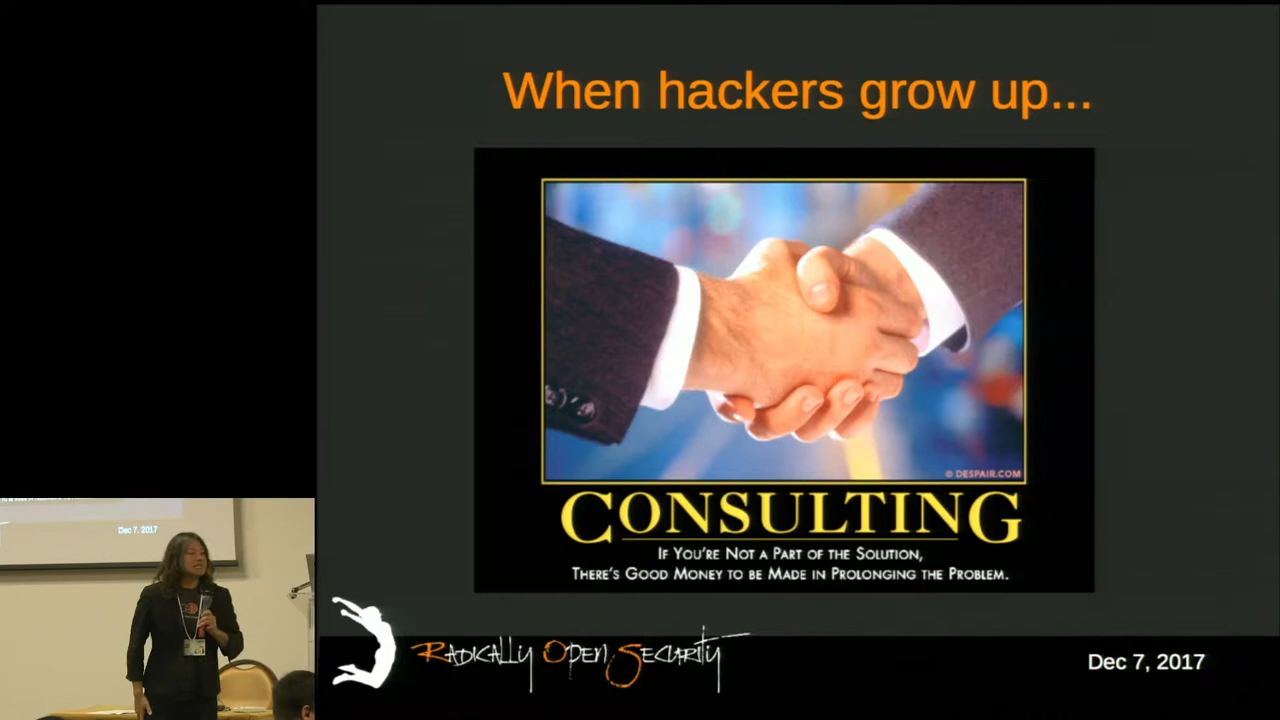 When hackers grow up...
© DESPAIR.COM
CONSULTING
IF YOU'RE NOT A PART OF THE SOLUTION,
THERE'S GOOD MONEY TO BE MADE IN PROLONGING THE PROBLEM.
RADICALLY OPEN SECURITY
Dec 7, 2017
Dec 7, 2017